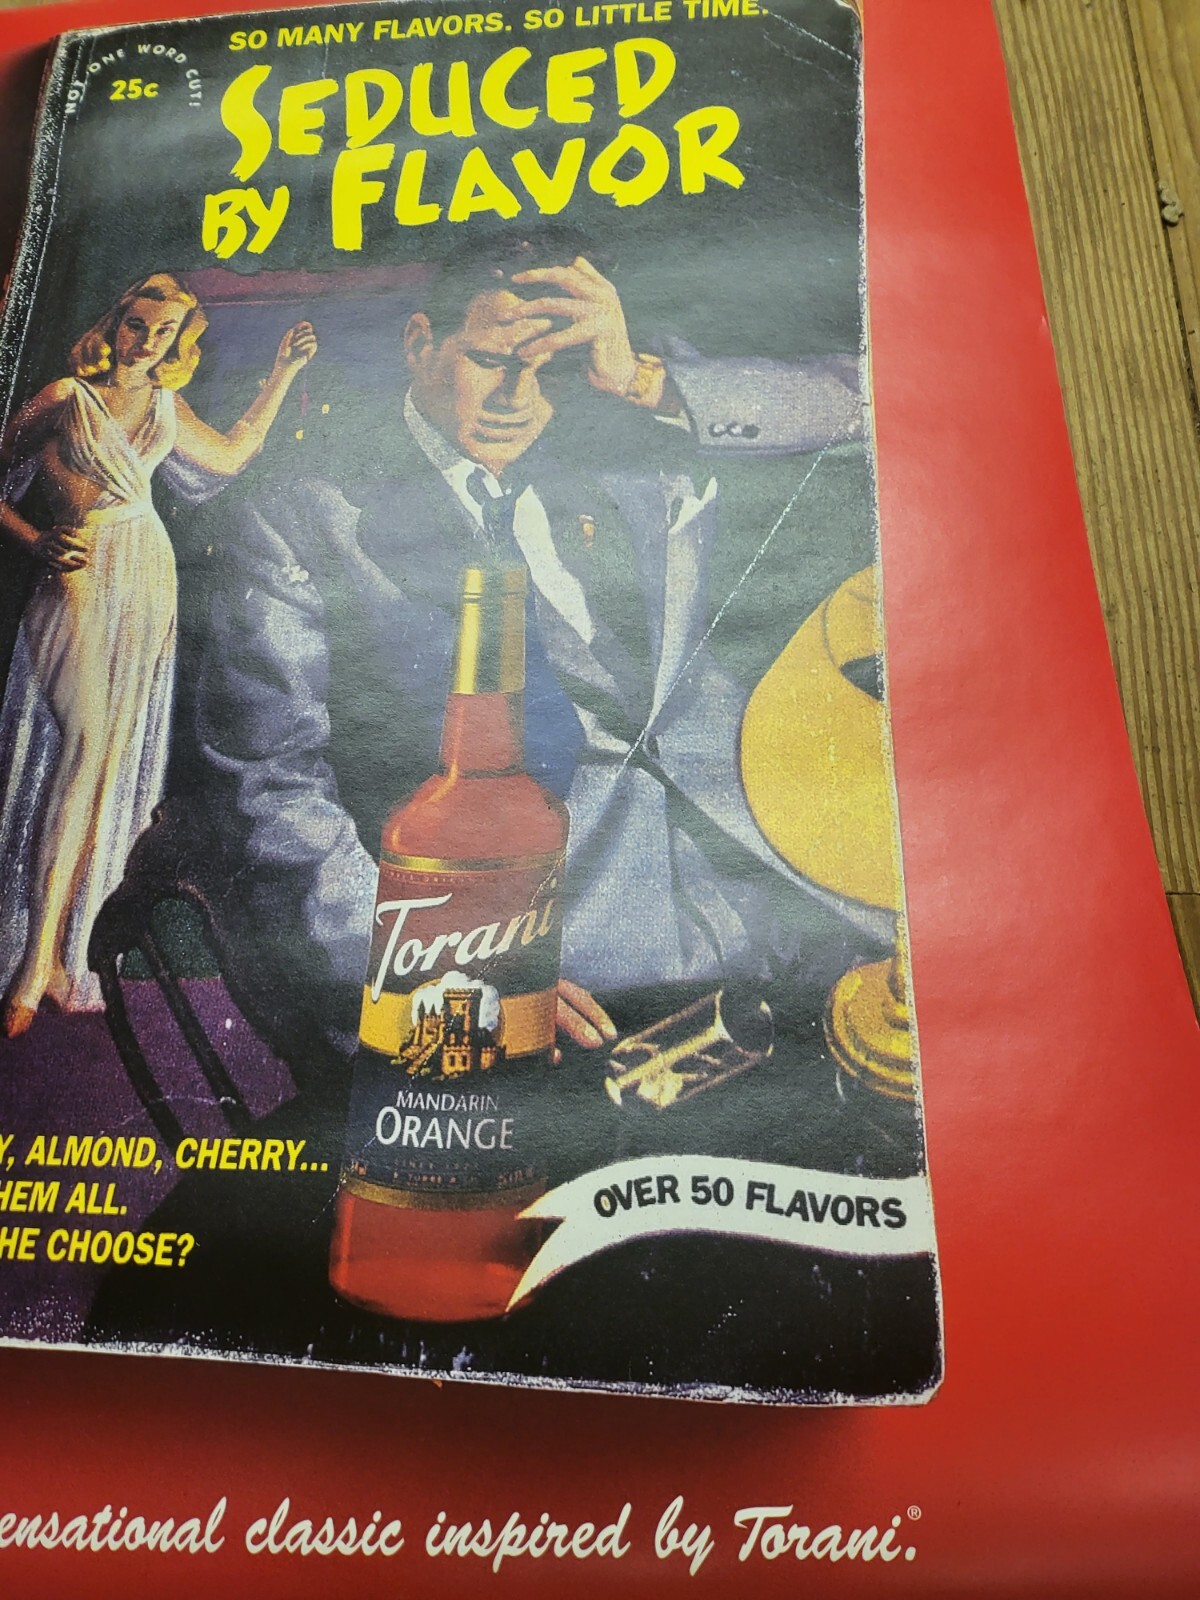 SO MANY FLAVORS. SO LITTLE TIME.
NOT ONE WORD CUT!
25c
SEDUCED
BY FLAVOR
Torani
MANDARIN
ORANGE
Y, ALMOND, CHERRY...
HEM ALL.
HE CHOOSE?
OVER 50 FLAVORS
ensational classic inspired by Torani.®